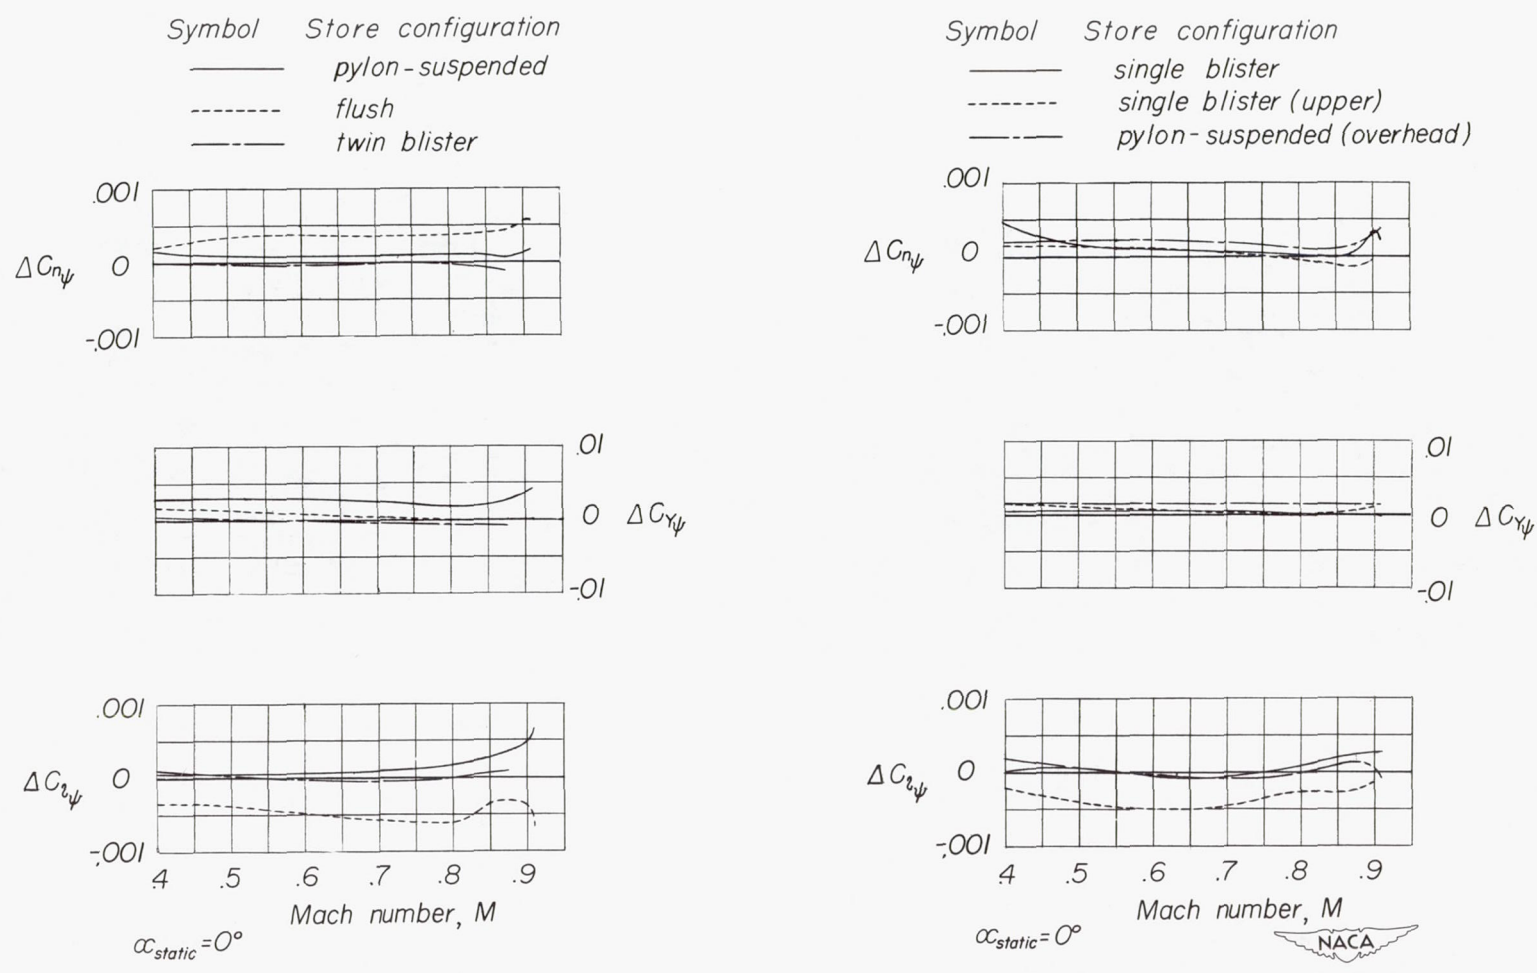 Symbol Store configuration
pylon-suspended
flush
twin blister
.001
ΔCnψ 0
-.001
.01
0 ΔCYψ
-.01
.001
ΔClψ 0
-.001
.4 .5 .6 .7 .8 .9
Mach number, M
αstatic=0°
Symbol Store configuration
single blister
single blister (upper)
pylon-suspended (overhead)
.001
ΔCnψ 0
-.001
.01
0 ΔCYψ
-.01
.001
ΔClψ 0
-.001
.4 .5 .6 .7 .8 .9
Mach number, M
αstatic=0°
NACA